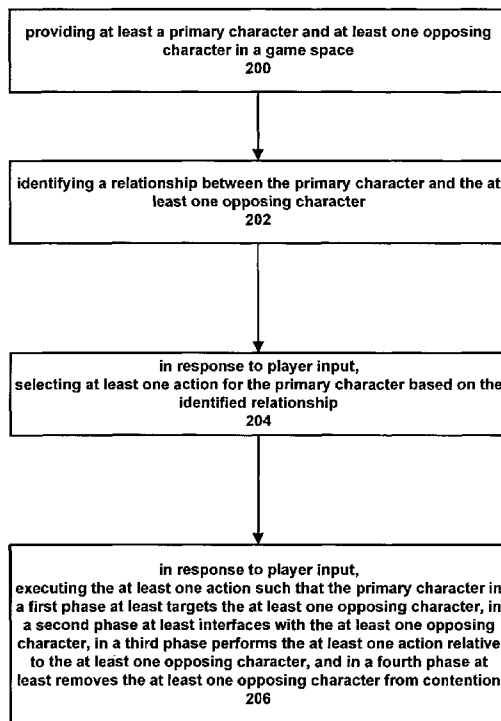 providing at least a primary character and at least one opposing
character in a game space
200
identifying a relationship between the primary character and the at
least one opposing character
202
in response to player input,
selecting at least one action for the primary character based on the
identified relationship
204
in response to player input,
executing the at least one action such that the primary character in
a first phase at least targets the at least one opposing character, in
a second phase at least interfaces with the at least one opposing
character, in a third phase performs the at least one action relative
to the at least one opposing character, and in a fourth phase at
least removes the at least one opposing character from contention
206